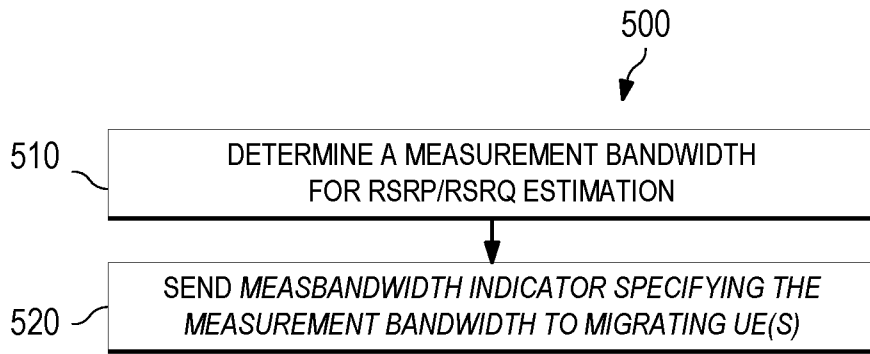 500
510
DETERMINE A MEASUREMENT BANDWIDTH
FOR RSRP/RSRQ ESTIMATION
520
SEND MEASBANDWIDTH INDICATOR SPECIFYING THE
MEASUREMENT BANDWIDTH TO MIGRATING UE(S)